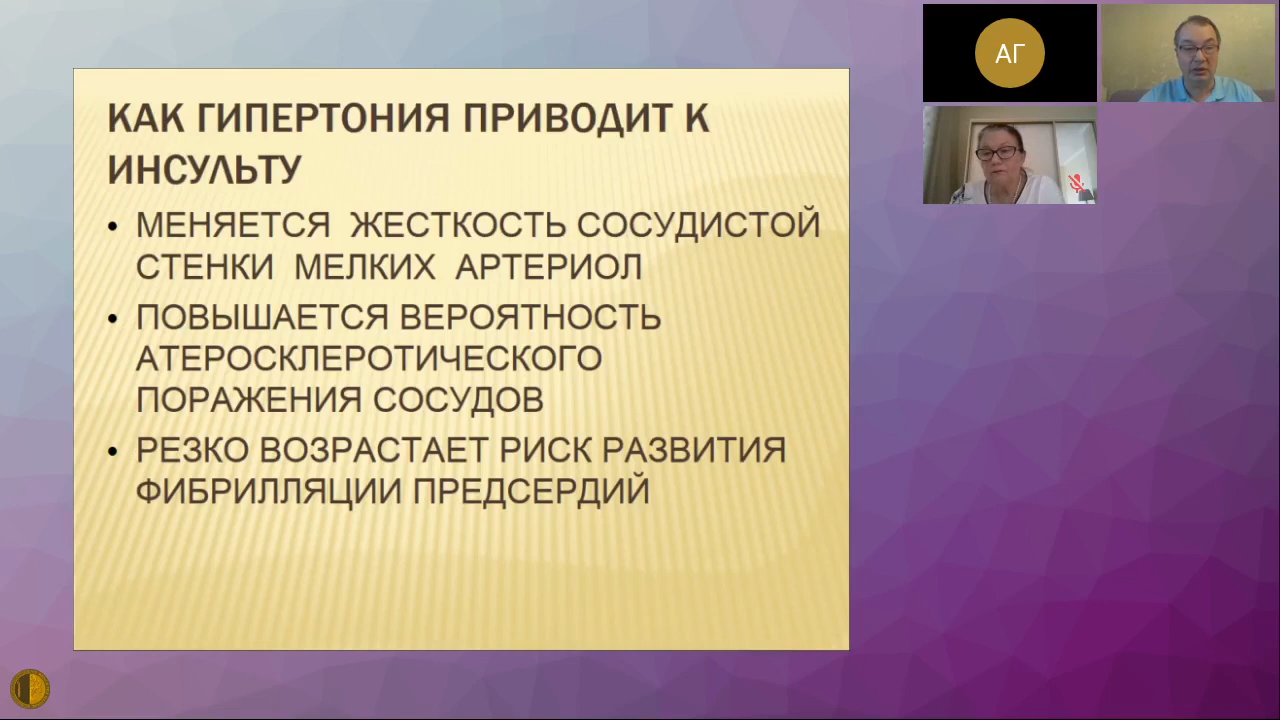 КАК ГИПЕРТОНИЯ ПРИВОДИТ К
ИНСУЛЬТУ
• МЕНЯЕТСЯ ЖЕСТКОСТЬ СОСУДИСТОЙ
СТЕНКИ МЕЛКИХ АРТЕРИОЛ
• ПОВЫШАЕТСЯ ВЕРОЯТНОСТЬ
АТЕРОСКЛЕРОТИЧЕСКОГО
ПОРАЖЕНИЯ СОСУДОВ
• РЕЗКО ВОЗРАСТАЕТ РИСК РАЗВИТИЯ
ФИБРИЛЛЯЦИИ ПРЕДСЕРДИЙ
АГ